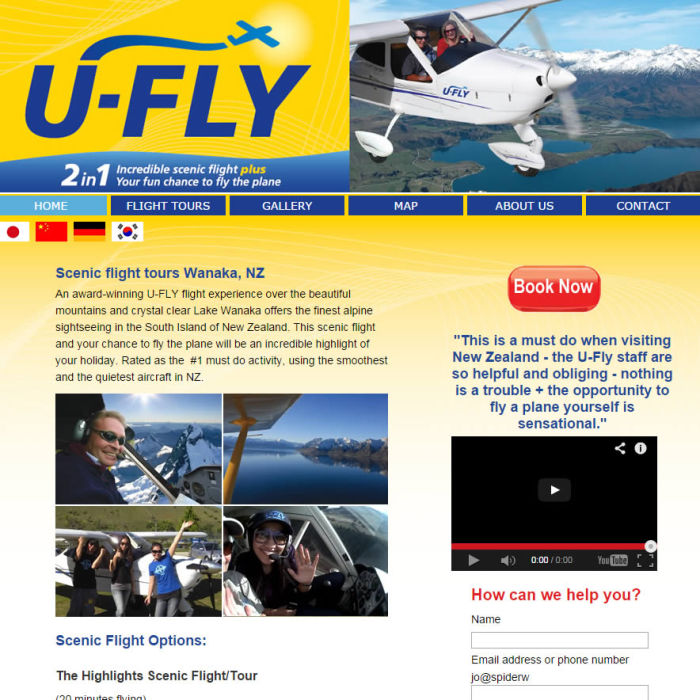 U-FLY
U-FLY
2 in 1 Incredible scenic flight plus
Your fun chance to fly the plane
HOME
FLIGHT TOURS
GALLERY
MAP
ABOUT US
CONTACT
Scenic flight tours Wanaka, NZ
An award-winning U-FLY flight experience over the beautiful
mountains and crystal clear Lake Wanaka offers the finest alpine
sightseeing in the South Island of New Zealand. This scenic flight
and your chance to fly the plane will be an incredible highlight of
your holiday. Rated as the #1 must do activity, using the smoothest
and the quietest aircraft in NZ.
Scenic Flight Options:
The Highlights Scenic Flight/Tour
(20 minutes flying)
Book Now
"This is a must do when visiting
New Zealand - the U-Fly staff are
so helpful and obliging - nothing
is a trouble + the opportunity to
fly a plane yourself is
sensational."
0:00 / 0:00
YouTube
How can we help you?
Name
Email address or phone number
jo@spiderw